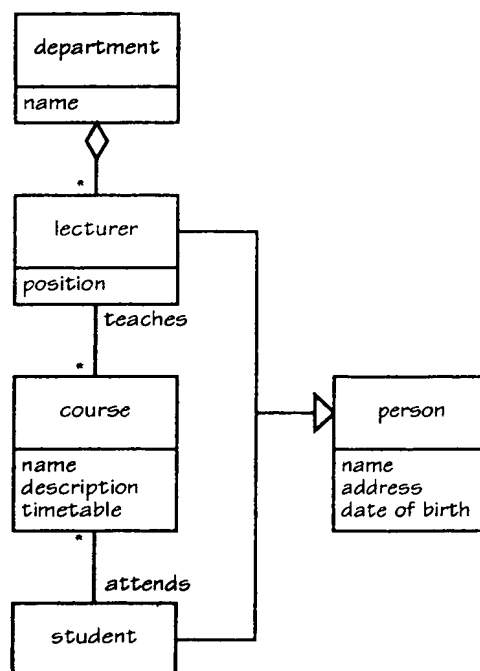 department
name
*
lecturer
position
teaches
*
course
name
description
timetable
*
attends
student
person
name
address
date of birth